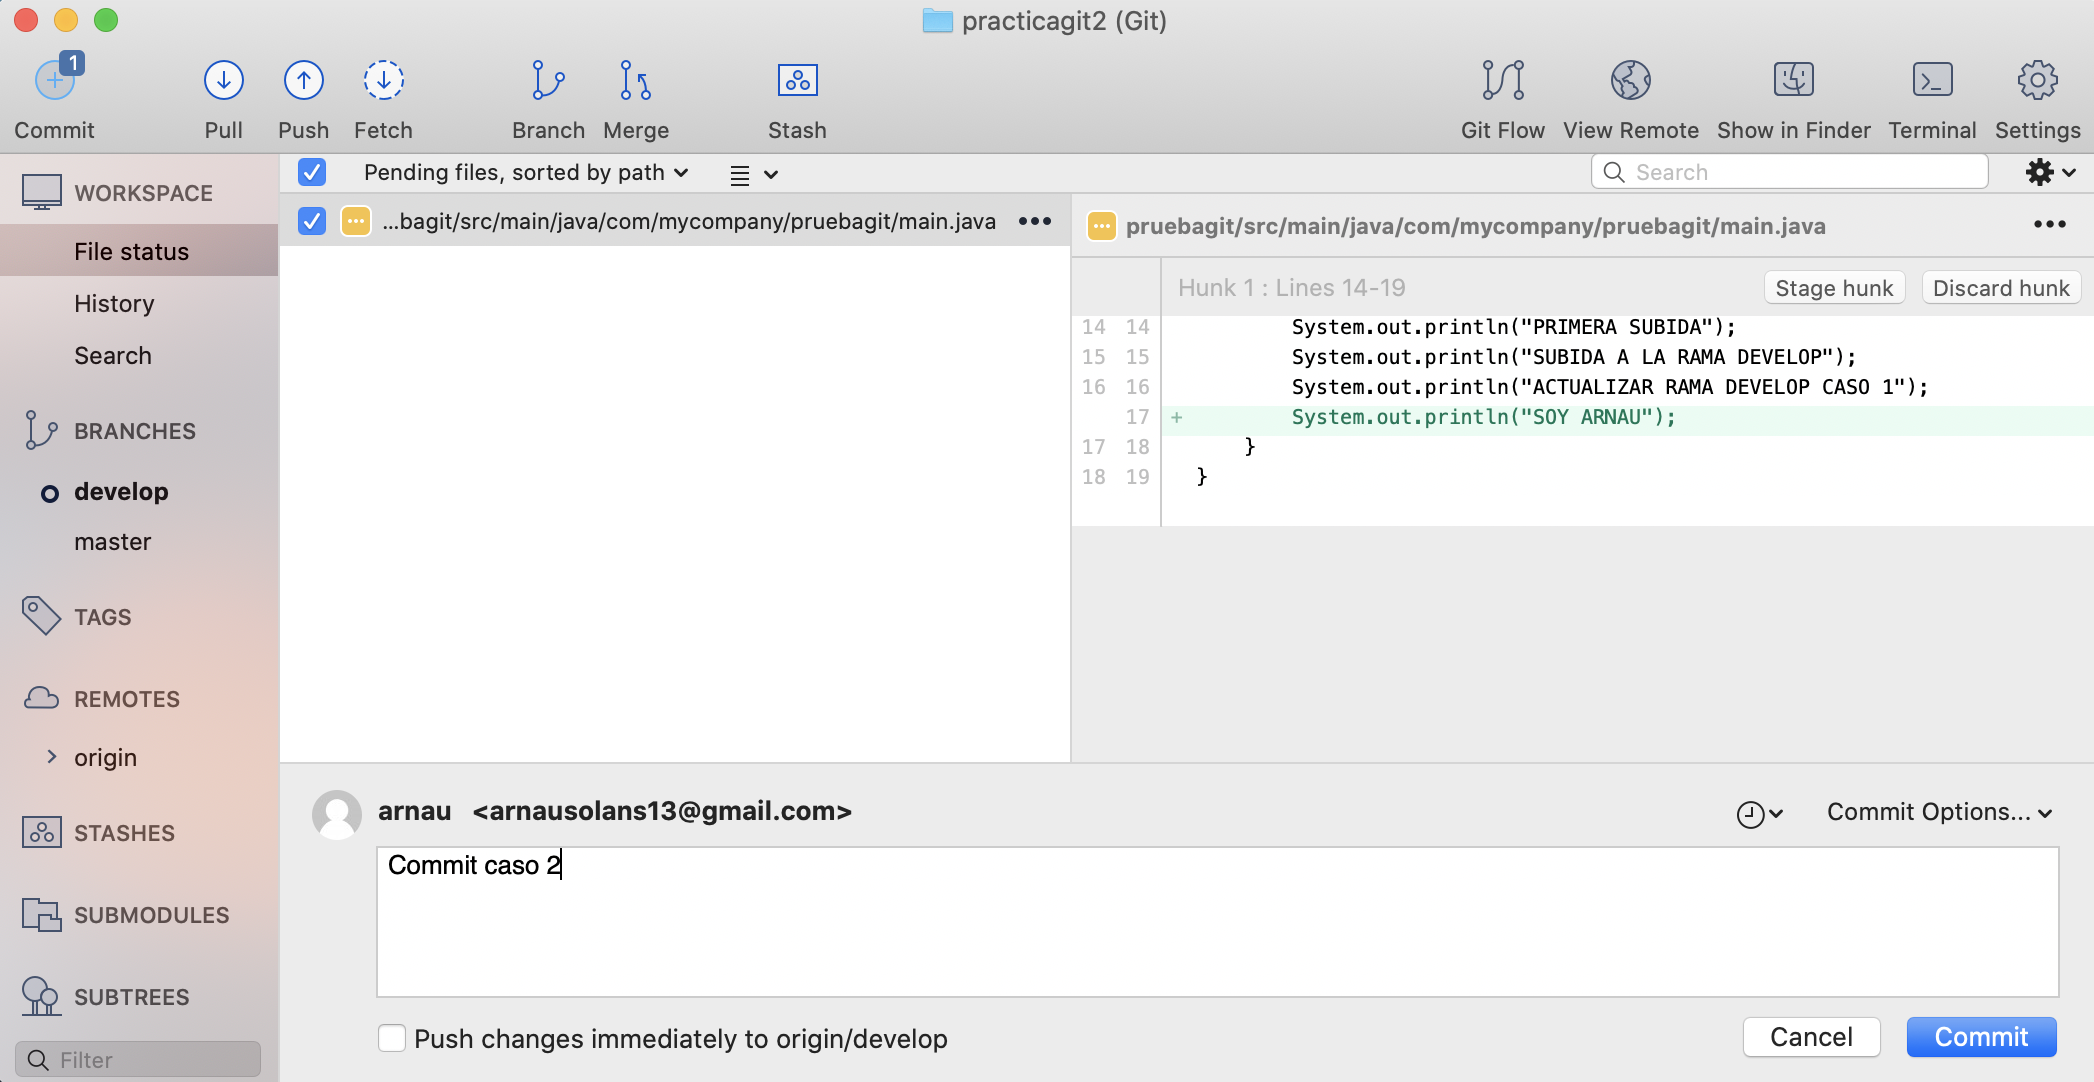 practicagit2 (Git)
1
Commit Pull Push Fetch Branch Merge Stash Git Flow View Remote Show in Finder Terminal Settings
WORKSPACE
File status
History
Search
BRANCHES
develop
master
TAGS
REMOTES
origin
STASHES
SUBMODULES
SUBTREES
Filter
Pending files, sorted by path
Search
...bagit/src/main/java/com/mycompany/pruebagit/main.java
pruebagit/src/main/java/com/mycompany/pruebagit/main.java
Hunk 1 : Lines 14-19 Stage hunk Discard hunk
14 14 System.out.println("PRIMERA SUBIDA");
15 15 System.out.println("SUBIDA A LA RAMA DEVELOP");
16 16 System.out.println("ACTUALIZAR RAMA DEVELOP CASO 1");
17 + System.out.println("SOY ARNAU");
17 18 }
18 19 }
arnau <arnausolans13@gmail.com>
Commit Options...
Commit caso 2
Push changes immediately to origin/develop
Cancel Commit